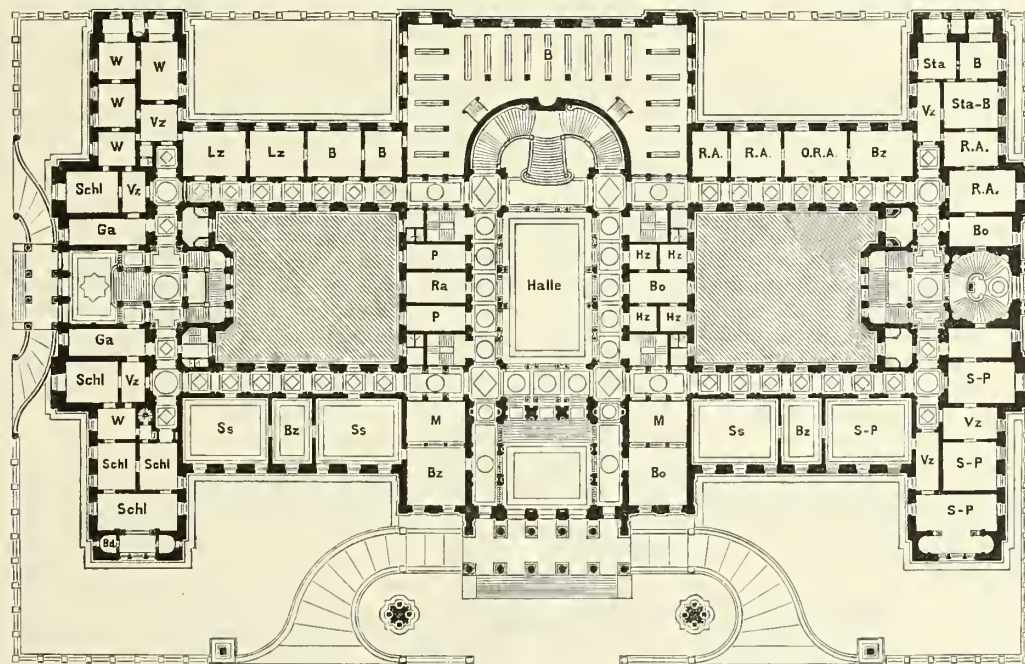 W W B Sta B
W Vz Vz Sta-B
W Lz Lz B B R.A. R.A. O.R.A. Bz R.A.
Schl Vz R.A.
Ga Bo
P Hz Hz
Ra Halle Bo
P Hz Hz
Ga
Schl Vz S-P
W Ss Bz Ss M M Ss Bz S-P Vz
Schl Schl Bz Bo Vz S-P
Schl S-P
Bd